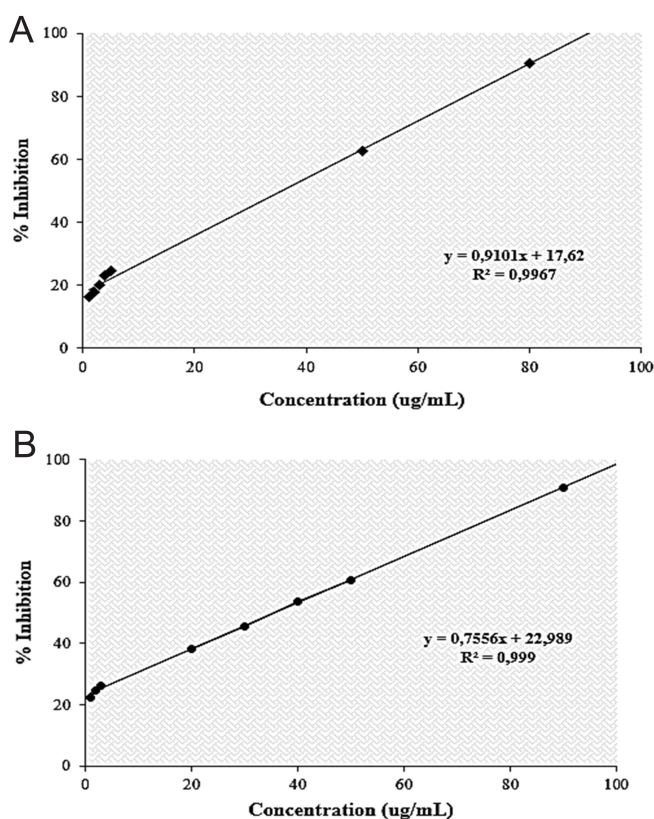 A
100
80
60
40
20
0
% Inhibition
y = 0,9101x + 17,62
R² = 0,9967
0 20 40 60 80 100
Concentration (ug/mL)
B
100
80
60
40
20
0
% Inhibition
y = 0,7556x + 22,989
R² = 0,999
0 20 40 60 80 100
Concentration (ug/mL)